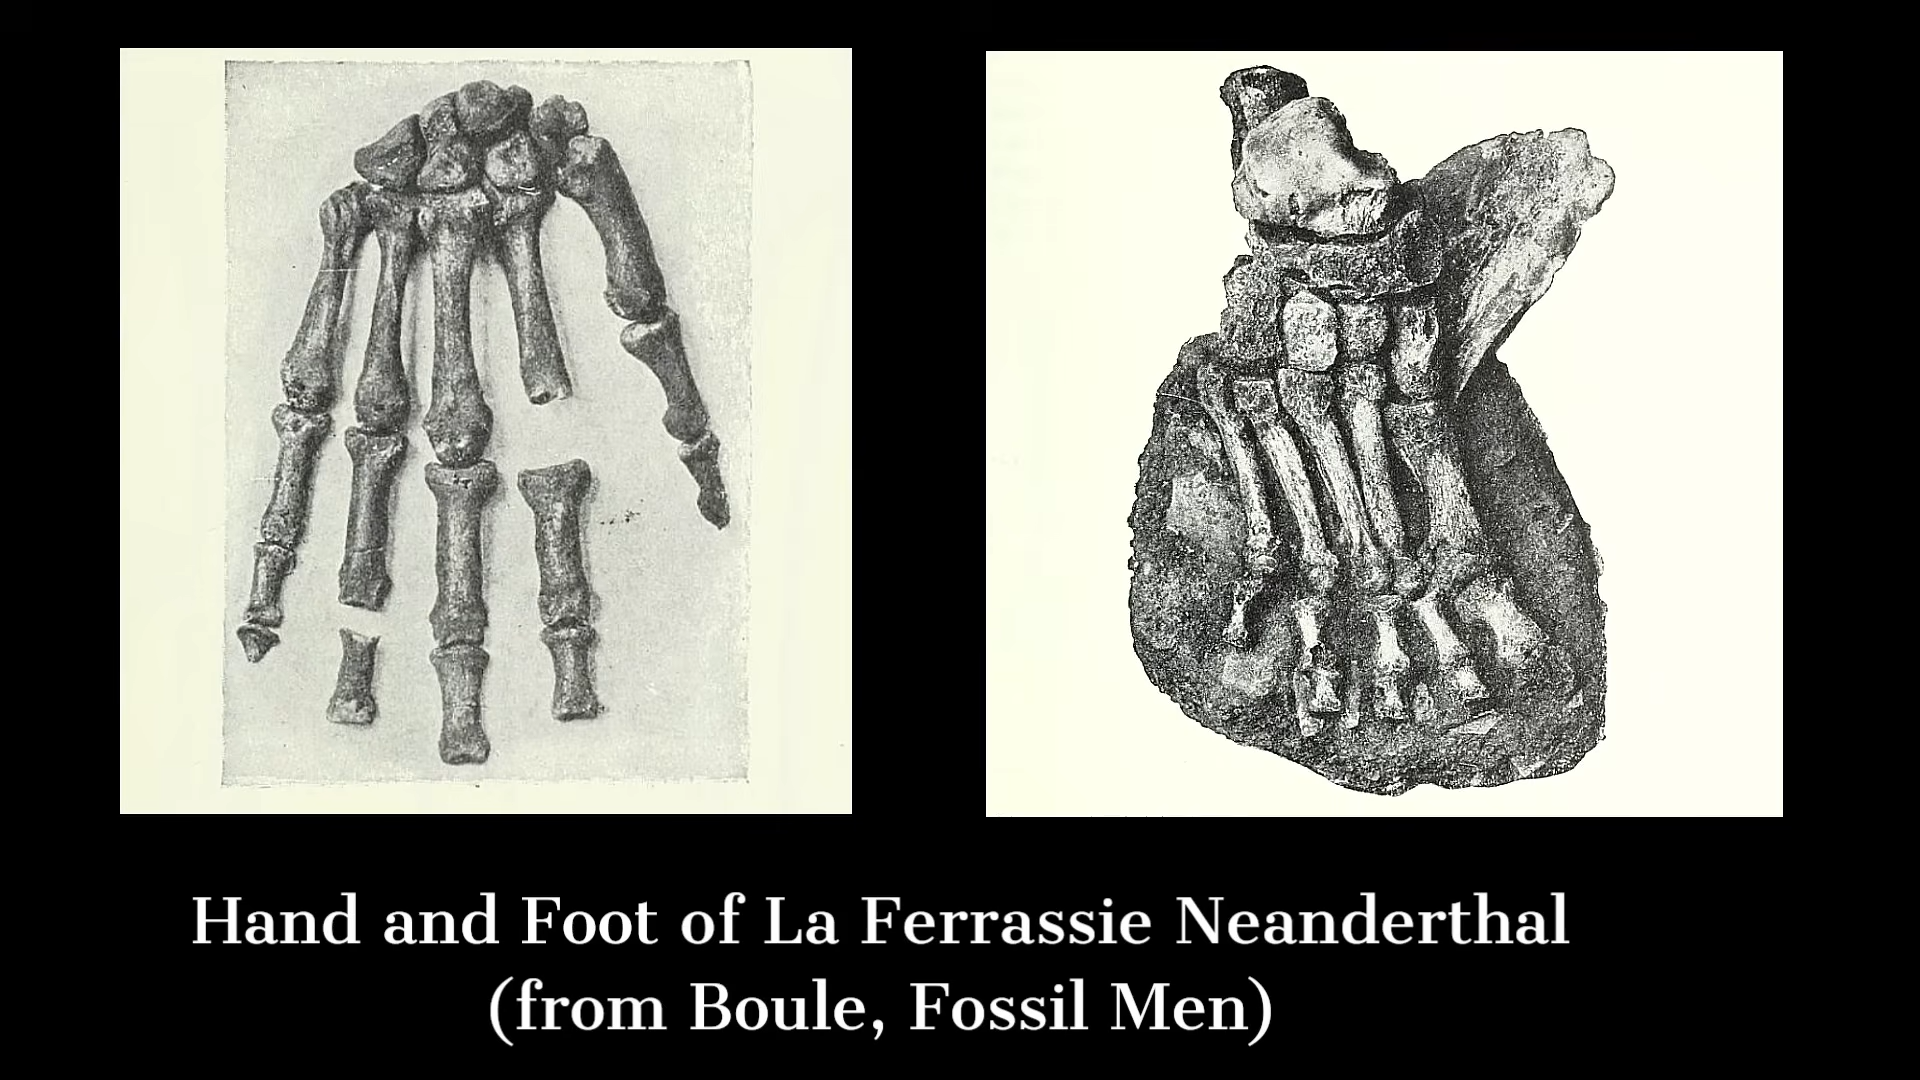 Hand and Foot of La Ferrassie Neanderthal
(from Boule, Fossil Men)